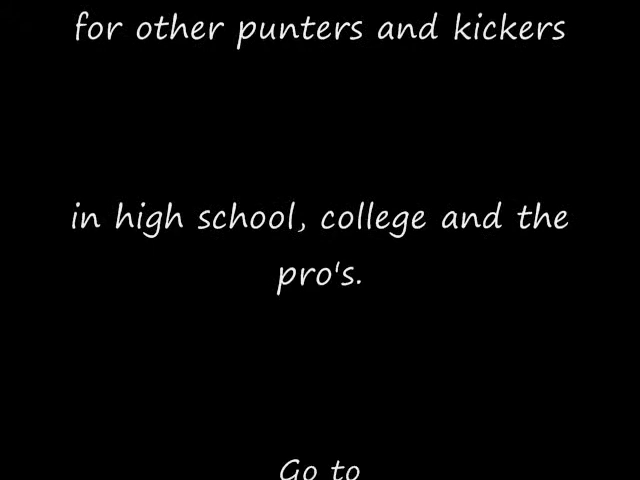 for other punters and kickers
in high school, college and the
pro's.
Go to